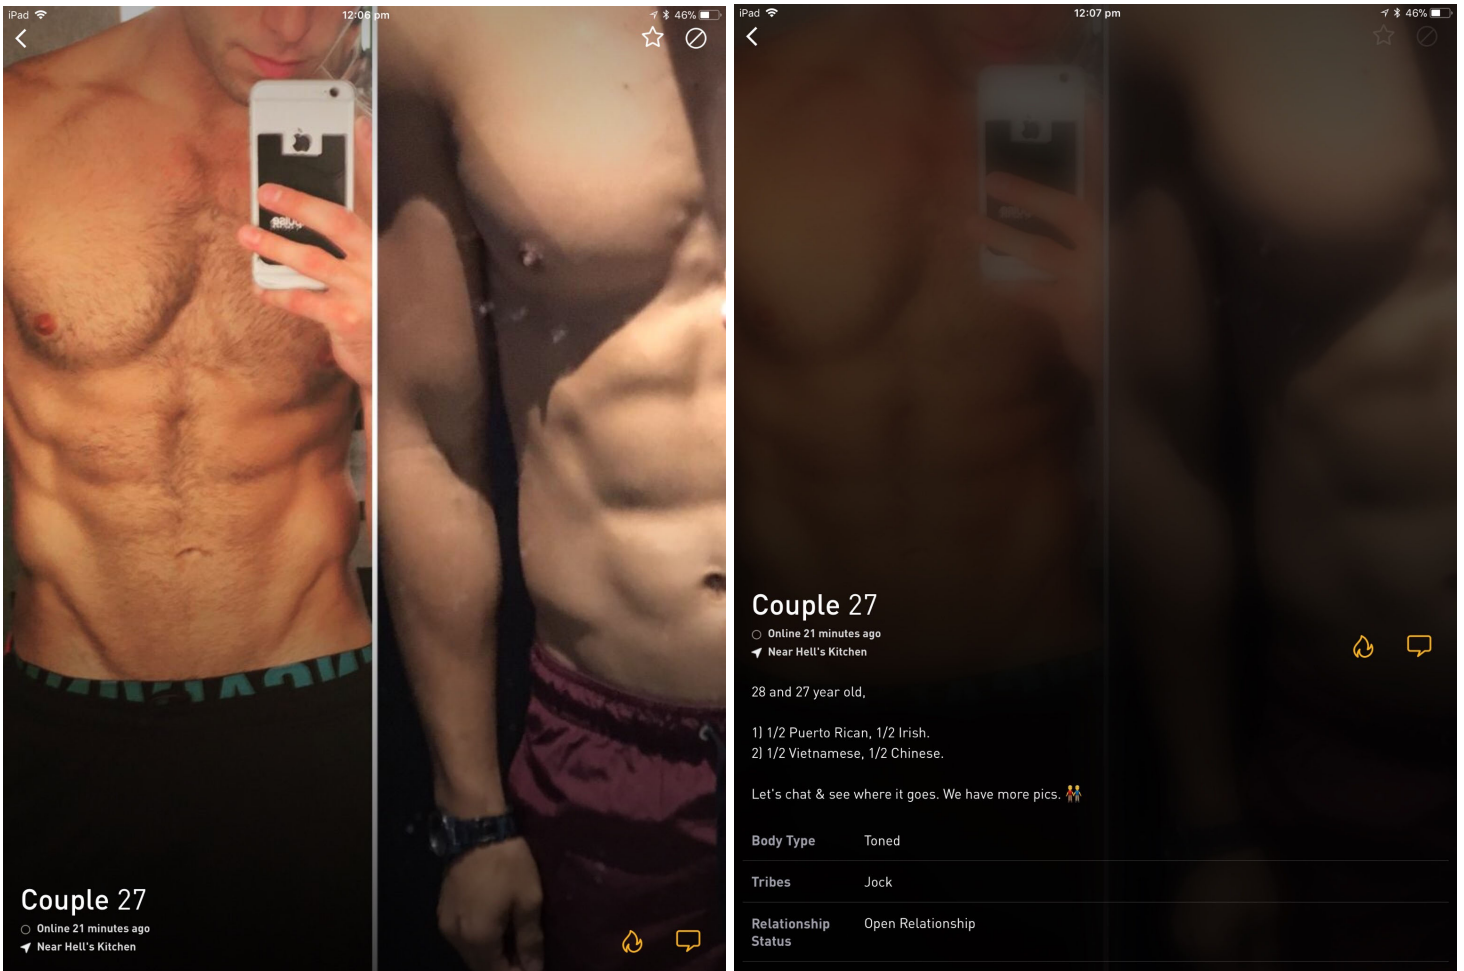 iPad
12:06 pm
46%
Couple 27
Online 21 minutes ago
Near Hell's Kitchen
iPad
12:07 pm
46%
Couple 27
Online 21 minutes ago
Near Hell's Kitchen
28 and 27 year old,
1) 1/2 Puerto Rican, 1/2 Irish.
2) 1/2 Vietnamese, 1/2 Chinese.
Let's chat & see where it goes. We have more pics. 👬
Body Type Toned
Tribes Jock
Relationship Open Relationship
Status